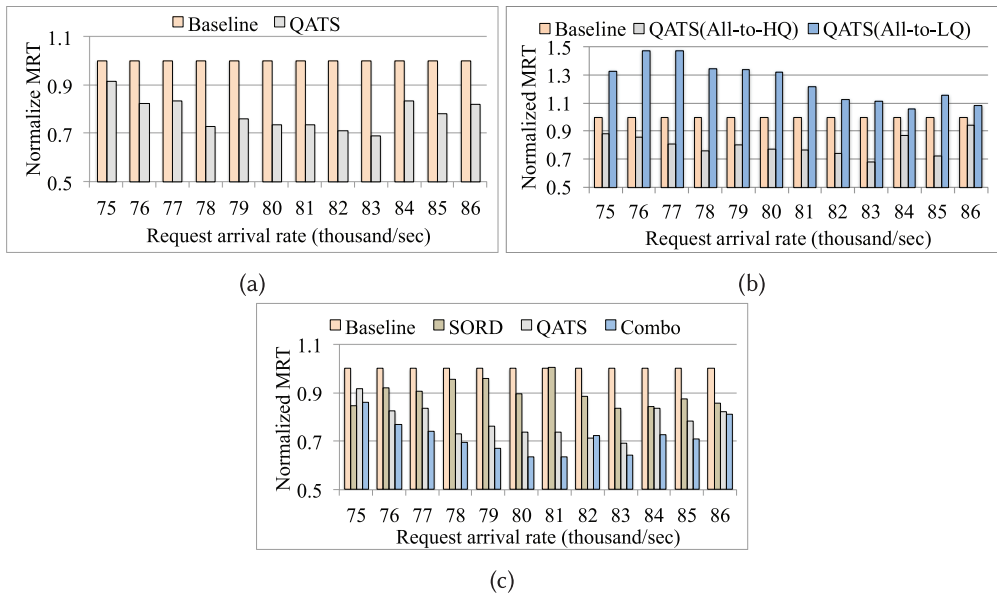 Baseline QATS
1.1
0.9
0.7
0.5
Normalize MRT
75 76 77 78 79 80 81 82 83 84 85 86
Request arrival rate (thousand/sec)
(a)
Baseline QATS(All-to-HQ) QATS(All-to-LQ)
1.5
1.3
1.1
0.9
0.7
0.5
Normalized MRT
75 76 77 78 79 80 81 82 83 84 85 86
Request arrival rate (thousand/sec)
(b)
Baseline SORD QATS Combo
1.1
0.9
0.7
0.5
Normalized MRT
75 76 77 78 79 80 81 82 83 84 85 86
Request arrival rate (thousand/sec)
(c)